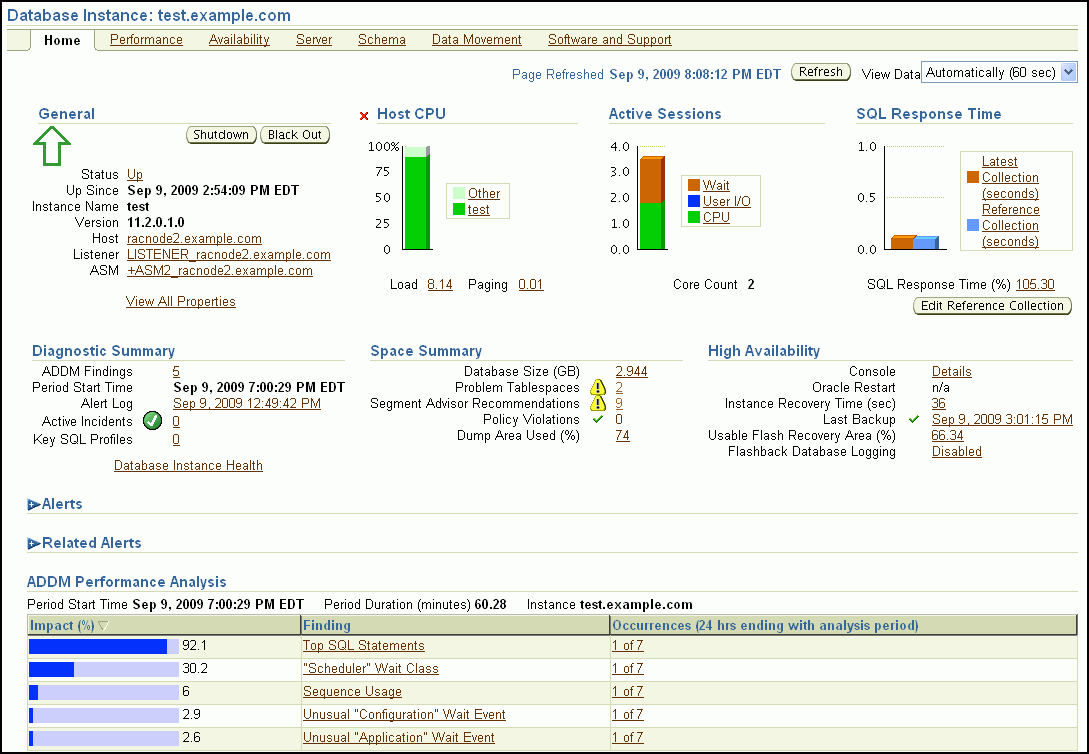 Database Instance: test.example.com
Home Performance Availability Server Schema Data Movement Software and Support
Page Refreshed Sep 9, 2009 8:08:12 PM EDT Refresh View Data Automatically (60 sec)
General
Shutdown Black Out
Status Up
Up Since Sep 9, 2009 2:54:09 PM EDT
Instance Name test
Version 11.2.0.1.0
Host racnode2.example.com
Listener LISTENER_racnode2.example.com
ASM +ASM2_racnode2.example.com
View All Properties
Host CPU
100%
75
50
25
0
Other
test
Load 8.14 Paging 0.01
Active Sessions
4.0
3.0
2.0
1.0
0.0
Wait
User I/O
CPU
Core Count 2
SQL Response Time
1.0
0.5
0.0
Latest
Collection
(seconds)
Reference
Collection
(seconds)
SQL Response Time (%) 105.30
Edit Reference Collection
Diagnostic Summary
ADDM Findings 5
Period Start Time Sep 9, 2009 7:00:29 PM EDT
Alert Log Sep 9, 2009 12:49:42 PM
Active Incidents 0
Key SQL Profiles 0
Database Instance Health
Space Summary
Database Size (GB) 2.944
Problem Tablespaces 2
Segment Advisor Recommendations 9
Policy Violations 0
Dump Area Used (%) 74
High Availability
Console Details
Oracle Restart n/a
Instance Recovery Time (sec) 36
Last Backup Sep 9, 2009 3:01:15 PM
Usable Flash Recovery Area (%) 66.34
Flashback Database Logging Disabled
Alerts
Related Alerts
ADDM Performance Analysis
Period Start Time Sep 9, 2009 7:00:29 PM EDT Period Duration (minutes) 60.28 Instance test.example.com
Impact (%) Finding Occurrences (24 hrs ending with analysis period)
92.1 Top SQL Statements 1 of 7
30.2 "Scheduler" Wait Class 1 of 7
6 Sequence Usage 1 of 7
2.9 Unusual "Configuration" Wait Event 1 of 7
2.6 Unusual "Application" Wait Event 1 of 7